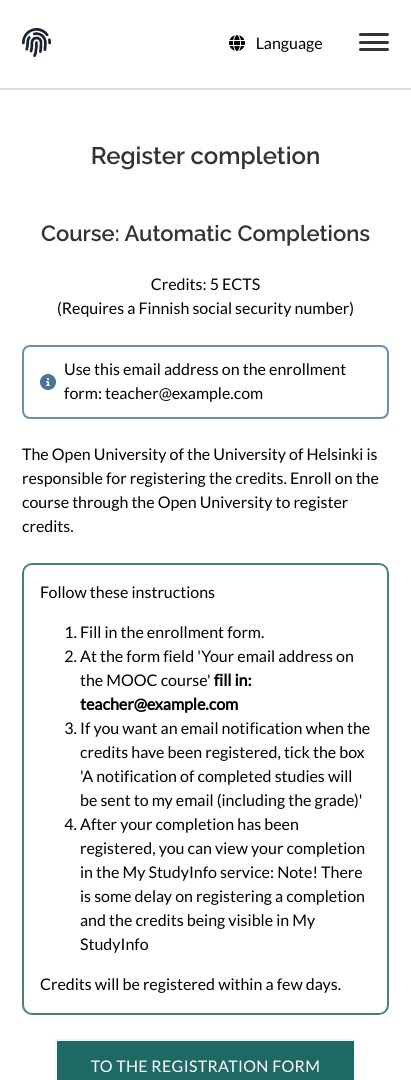 Language
Register completion
Course: Automatic Completions
Credits: 5 ECTS
(Requires a Finnish social security number)
Use this email address on the enrollment
form: teacher@example.com
The Open University of the University of Helsinki is
responsible for registering the credits. Enroll on the
course through the Open University to register
credits.
Follow these instructions
1. Fill in the enrollment form.
2. At the form field 'Your email address on
the MOOC course' fill in:
teacher@example.com
3. If you want an email notification when the
credits have been registered, tick the box
'A notification of completed studies will
be sent to my email (including the grade)'
4. After your completion has been
registered, you can view your completion
in the My StudyInfo service: Note! There
is some delay on registering a completion
and the credits being visible in My
StudyInfo
Credits will be registered within a few days.
TO THE REGISTRATION FORM